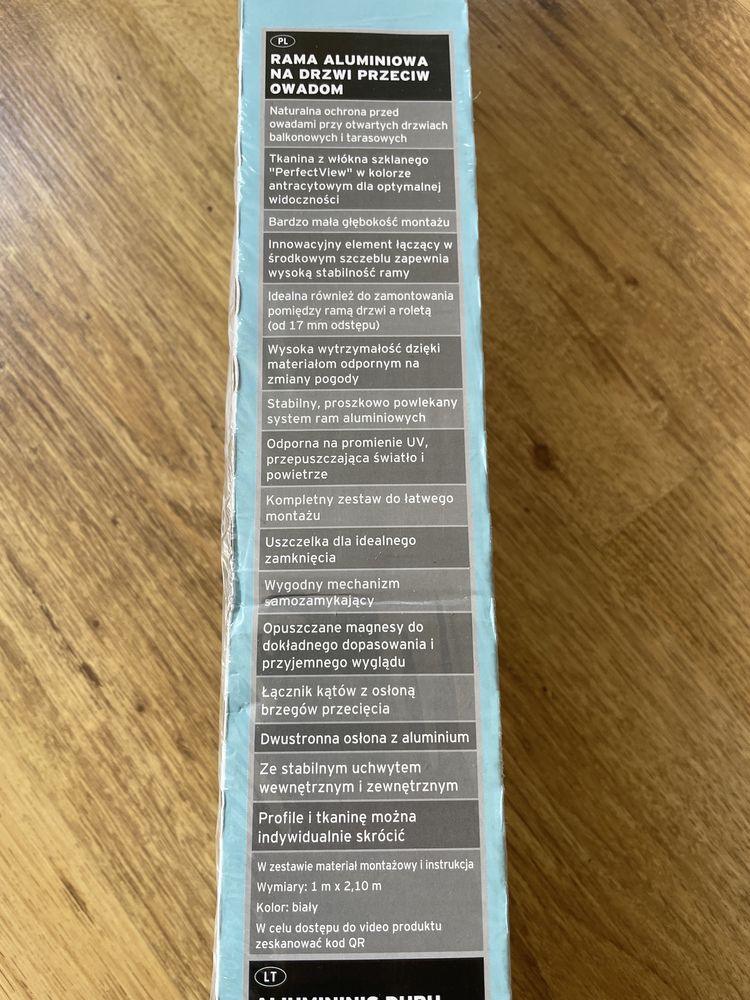 PL
RAMA ALUMINIOWA
NA DRZWI PRZECIW
OWADOM
Naturalna ochrona przed
owadami przy otwartych drzwiach
balkonowych i tarasowych
Tkanina z włókna szklanego
"PerfectView" w kolorze
antracytowym dla optymalnej
widoczności
Bardzo mała głębokość montażu
Innowacyjny element łączący w
środkowym szczeblu zapewnia
wysoką stabilność ramy
Idealna również do zamontowania
pomiędzy ramą drzwi a roletą
(od 17 mm odstępu)
Wysoka wytrzymałość dzięki
materiałom odpornym na
zmiany pogody
Stabilny, proszkowo powlekany
system ram aluminiowych
Odporna na promienie UV,
przepuszczająca światło i
powietrze
Kompletny zestaw do łatwego
montażu
Uszczelka dla idealnego
zamknięcia
Wygodny mechanizm
samozamykający
Opuszczane magnesy do
dokładnego dopasowania i
przyjemnego wyglądu
Łącznik kątów z osłoną
brzegów przecięcia
Dwustronna osłona z aluminium
Ze stabilnym uchwytem
wewnętrznym i zewnętrznym
Profile i tkaninę można
indywidualnie skrócić
W zestawie materiał montażowy i instrukcja
Wymiary: 1 m x 2,10 m
Kolor: biały
W celu dostępu do video produktu
zeskanować kod QR
LT